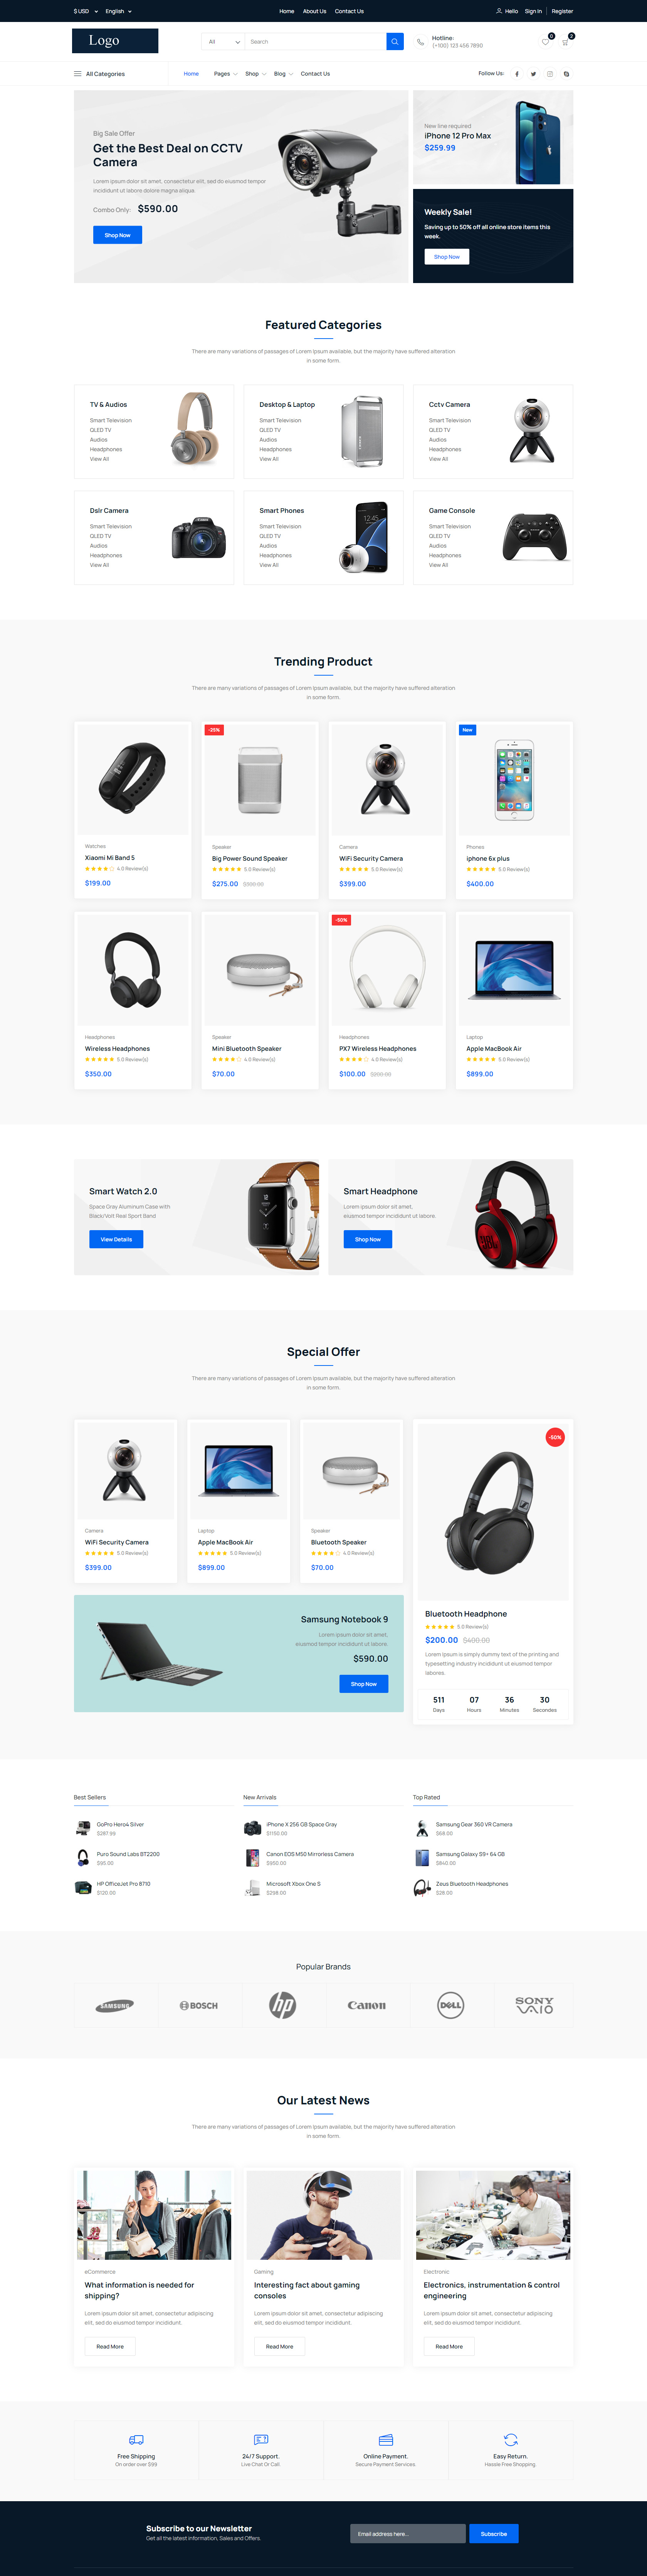 $ USD English Home About Us Contact Us Hello Sign In Register
Logo All Search Hotline: 0 2
(+100) 123 456 7890
All Categories Home Pages Shop Blog Contact Us Follow Us:
Big Sale Offer
Get the Best Deal on CCTV
Camera
Lorem ipsum dolor sit amet, consectetur elit, sed do eiusmod tempor
incididunt ut labore dolore magna aliqua.
Combo Only: $590.00
Shop Now
New line required
iPhone 12 Pro Max
$259.99
Weekly Sale!
Saving up to 50% off all online store items this
week.
Shop Now
Featured Categories
There are many variations of passages of Lorem Ipsum available, but the majority have suffered alteration
in some form.
TV & Audios
Smart Television
QLED TV
Audios
Headphones
View All
Desktop & Laptop
Smart Television
QLED TV
Audios
Headphones
View All
Cctv Camera
Smart Television
QLED TV
Audios
Headphones
View All
Dslr Camera
Smart Television
QLED TV
Audios
Headphones
View All
Smart Phones
Smart Television
QLED TV
Audios
Headphones
View All
Game Console
Smart Television
QLED TV
Audios
Headphones
View All
Trending Product
There are many variations of passages of Lorem Ipsum available, but the majority have suffered alteration
in some form.
Watches
Xiaomi Mi Band 5
4.0 Review(s)
$199.00
-25%
Speaker
Big Power Sound Speaker
5.0 Review(s)
$275.00 $300.00
Camera
WiFi Security Camera
5.0 Review(s)
$399.00
New
Phones
iphone 6x plus
5.0 Review(s)
$400.00
Headphones
Wireless Headphones
5.0 Review(s)
$350.00
Speaker
Mini Bluetooth Speaker
4.0 Review(s)
$70.00
-50%
Headphones
PX7 Wireless Headphones
4.0 Review(s)
$100.00 $200.00
Laptop
Apple MacBook Air
5.0 Review(s)
$899.00
Smart Watch 2.0
Space Gray Aluminum Case with
Black/Volt Real Sport Band
View Details
Smart Headphone
Lorem ipsum dolor sit amet,
eiusmod tempor incididunt ut labore.
Shop Now
JBL
Special Offer
There are many variations of passages of Lorem Ipsum available, but the majority have suffered alteration
in some form.
Camera
WiFi Security Camera
5.0 Review(s)
$399.00
Laptop
Apple MacBook Air
5.0 Review(s)
$899.00
Speaker
Bluetooth Speaker
4.0 Review(s)
$70.00
Samsung Notebook 9
Lorem ipsum dolor sit amet,
eiusmod tempor incididunt ut labore.
$590.00
Shop Now
-50%
Bluetooth Headphone
5.0 Review(s)
$200.00 $400.00
Lorem Ipsum is simply dummy text of the printing and
typesetting industry incididunt ut eiusmod tempor
labores.
511 07 36 30
Days Hours Minutes Secondes
Best Sellers
GoPro Hero4 Silver
$287.99
Puro Sound Labs BT2200
$95.00
HP OfficeJet Pro 8710
$120.00
New Arrivals
iPhone X 256 GB Space Gray
$1150.00
Canon EOS M50 Mirrorless Camera
$950.00
Microsoft Xbox One S
$298.00
Top Rated
Samsung Gear 360 VR Camera
$68.00
Samsung Galaxy S9+ 64 GB
$840.00
Zeus Bluetooth Headphones
$28.00
Popular Brands
SAMSUNG BOSCH hp Canon DELL SONY
VAIO
Our Latest News
There are many variations of passages of Lorem Ipsum available, but the majority have suffered alteration
in some form.
eCommerce
What information is needed for
shipping?
Lorem ipsum dolor sit amet, consectetur adipiscing
elit, sed do eiusmod tempor incididunt.
Read More
Gaming
Interesting fact about gaming
consoles
Lorem ipsum dolor sit amet, consectetur adipiscing
elit, sed do eiusmod tempor incididunt.
Read More
Electronic
Electronics, instrumentation & control
engineering
Lorem ipsum dolor sit amet, consectetur adipiscing
elit, sed do eiusmod tempor incididunt.
Read More
Free Shipping
On order over $99
24/7 Support.
Live Chat Or Call.
Online Payment.
Secure Payment Services.
Easy Return.
Hassle Free Shopping.
Subscribe to our Newsletter
Get all the latest information, Sales and Offers.
Email address here...
Subscribe